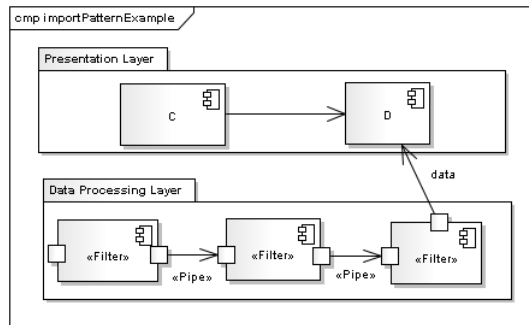 cmp importPatternExample
Presentation Layer
C
D
data
Data Processing Layer
«Filter»
«Filter»
«Filter»
«Pipe»
«Pipe»